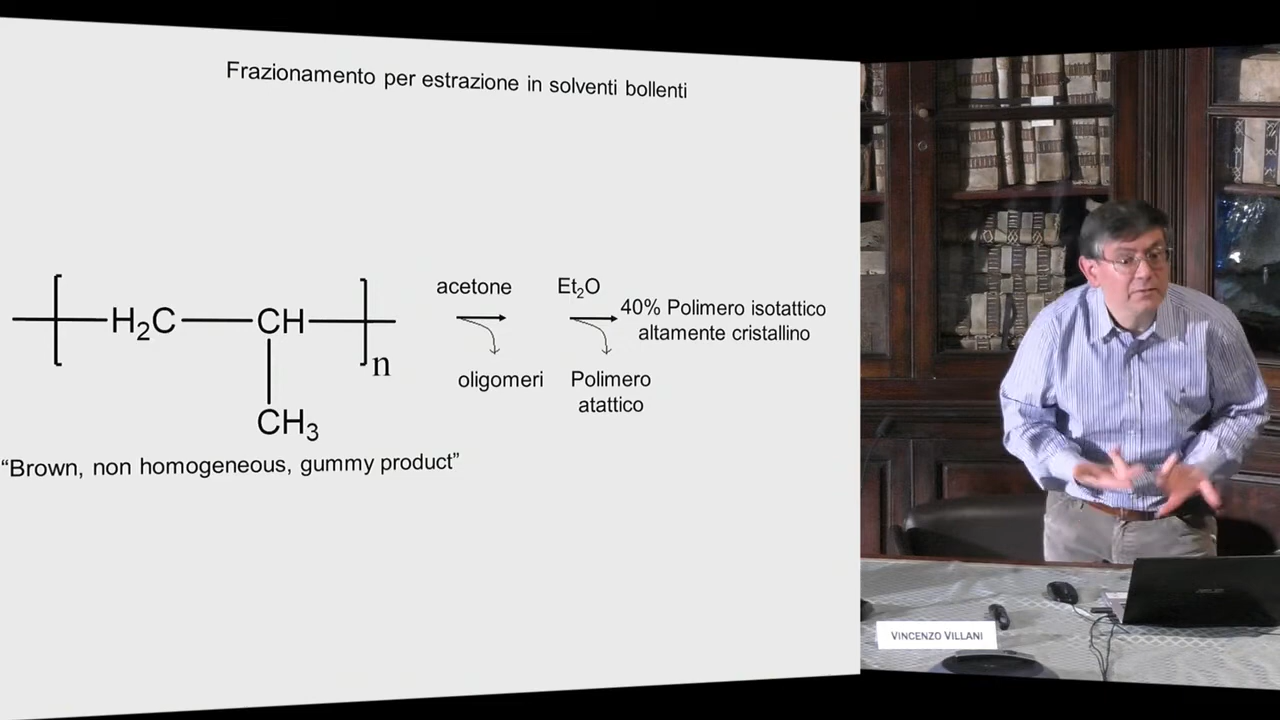 Frazionamento per estrazione in solventi bollenti
acetone
Et₂O
40% Polimero isotattico
altamente cristallino
H₂C
CH
n
CH₃
oligomeri
Polimero
atattico
“Brown, non homogeneous, gummy product”
VINCENZO VILLANI